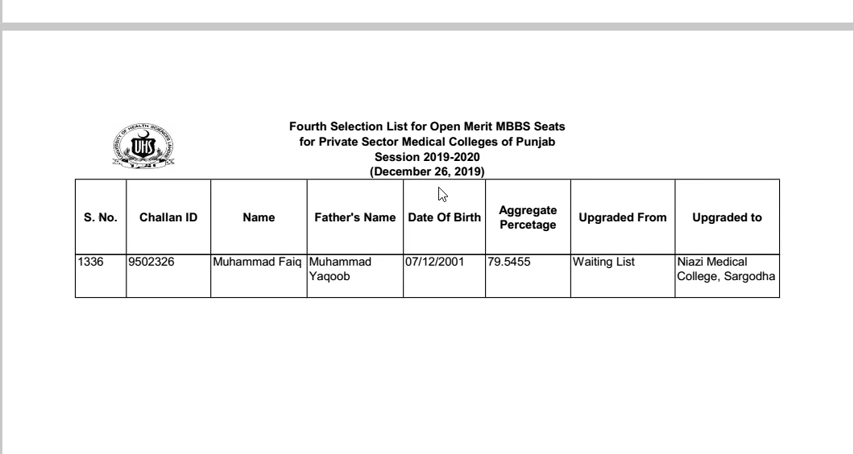 Fourth Selection List for Open Merit MBBS Seats
for Private Sector Medical Colleges of Punjab
Session 2019-2020
(December 26, 2019)
UHS
S. No. Challan ID Name Father's Name Date Of Birth Aggregate Percetage Upgraded From Upgraded to
1336 9502326 Muhammad Faiq Muhammad Yaqoob 07/12/2001 79.5455 Waiting List Niazi Medical College, Sargodha